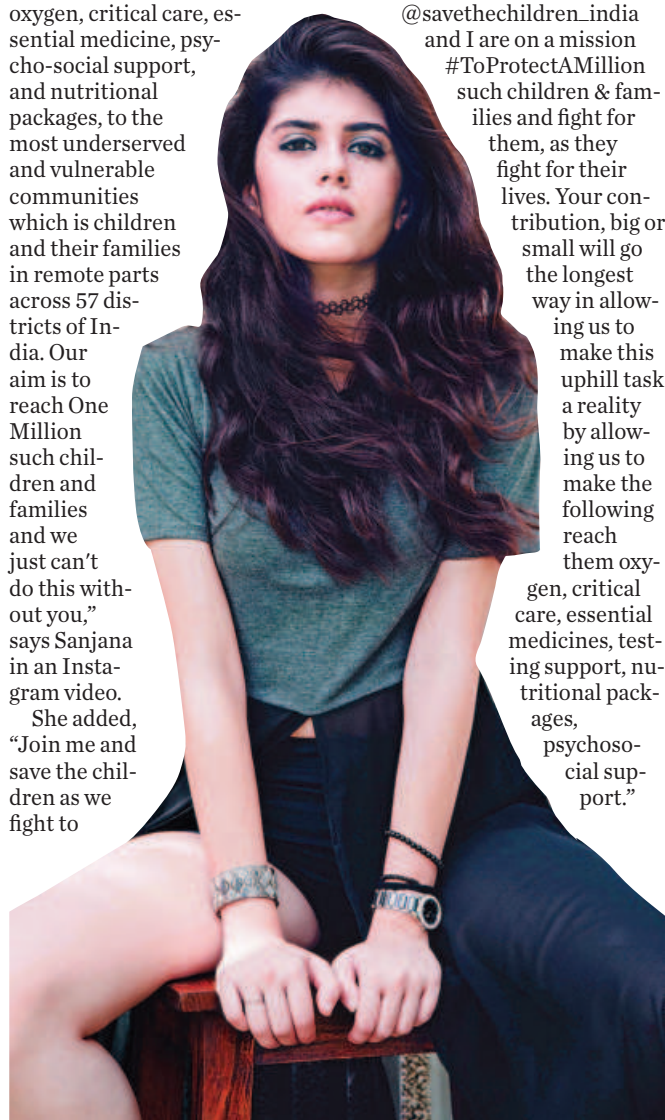 oxygen, critical care, es-
sential medicine, psy-
cho-social support,
and nutritional
packages, to the
most underserved
and vulnerable
communities
which is children
and their families
in remote parts
across 57 dis-
tricts of In-
dia. Our
aim is to
reach One
Million
such chil-
dren and
families
and we
just can't
do this with-
out you,”
says Sanjana
in an Insta-
gram video.
She added,
“Join me and
save the chil-
dren as we
fight to
@savethechildren_india
and I are on a mission
#ToProtectAMillion
such children & fam-
ilies and fight for
them, as they
fight for their
lives. Your con-
tribution, big or
small will go
the longest
way in allow-
ing us to
make this
uphill task
a reality
by allow-
ing us to
make the
following
reach
them oxy-
gen, critical
care, essential
medicines, test-
ing support, nu-
tritional pack-
ages,
psychoso-
cial sup-
port.”